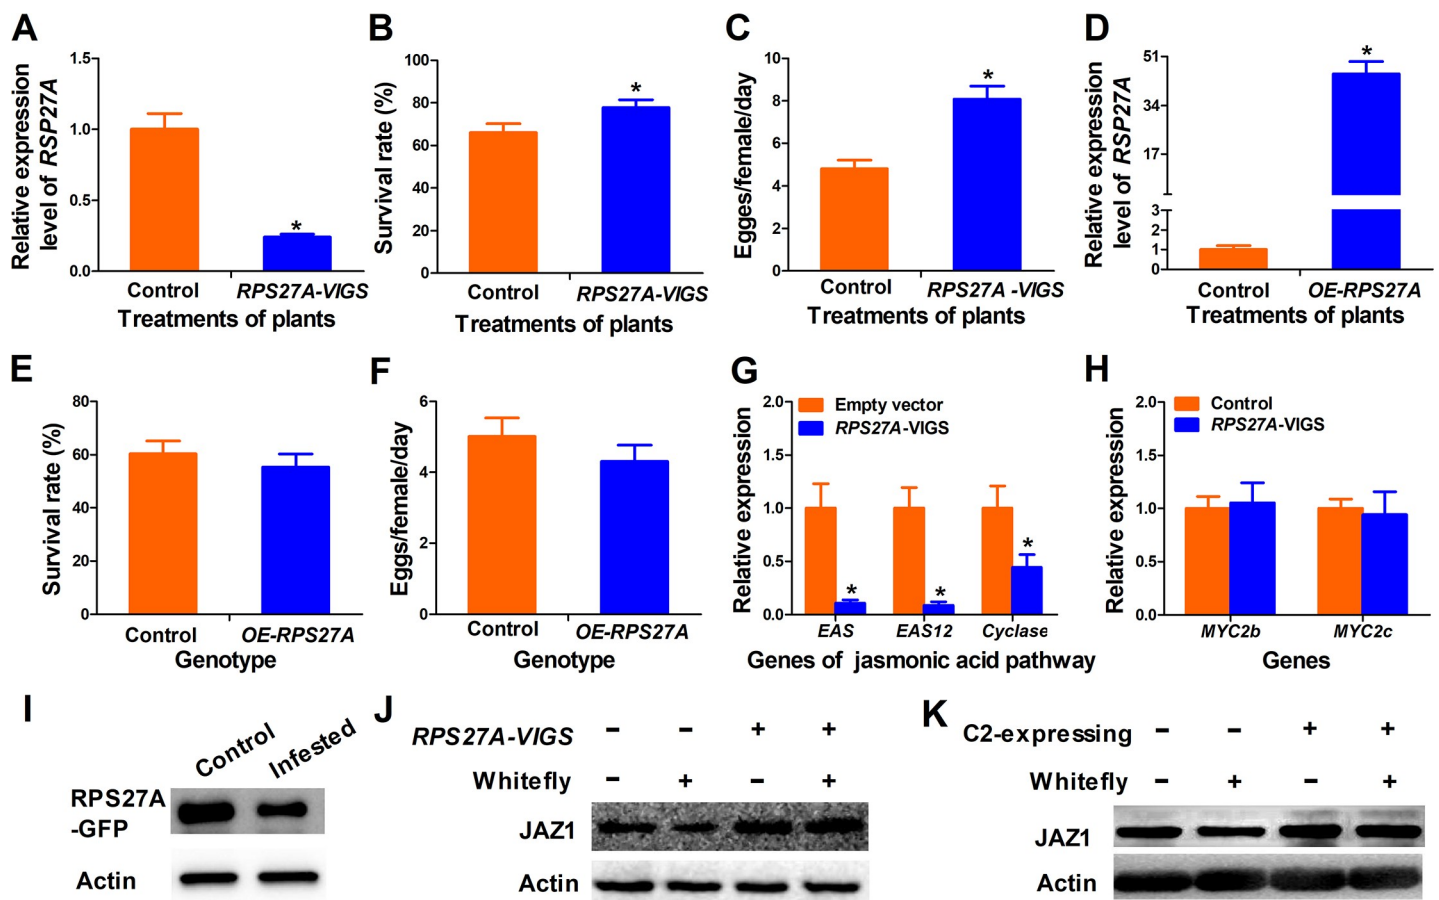 A
Relative expression
level of RSP27A
1.5
1.0
0.5
0.0
*
Control
RPS27A-VIGS
Treatments of plants
B
Survival rate (%)
100
80
60
40
20
0
*
Control
RPS27A-VIGS
Treatments of plants
C
Egges/female/day
10
8
6
4
2
0
*
Control
RPS27A -VIGS
Treatments of plants
D
Relative expression
level of RSP27A
51
34
17
3
2
1
0
*
Control
OE-RPS27A
Treatments of plants
E
Survival rate (%)
80
60
40
20
0
Control
OE-RPS27A
Genotype
F
Eggs/female/day
6
4
2
0
Control
OE-RPS27A
Genotype
G
Relative expression
2.0
1.5
1.0
0.5
0.0
Empty vector
RPS27A-VIGS
*
*
*
EAS
EAS12
Cyclase
Genes of jasmonic acid pathway
H
Relative expression
2.0
1.5
1.0
0.5
0.0
Control
RPS27A-VIGS
MYC2b
MYC2c
Genes
I
Control
Infested
RPS27A
-GFP
Actin
J
RPS27A-VIGS − − + +
Whitefly − + − +
JAZ1
Actin
K
C2-expressing − − + +
Whitefly − + − +
JAZ1
Actin